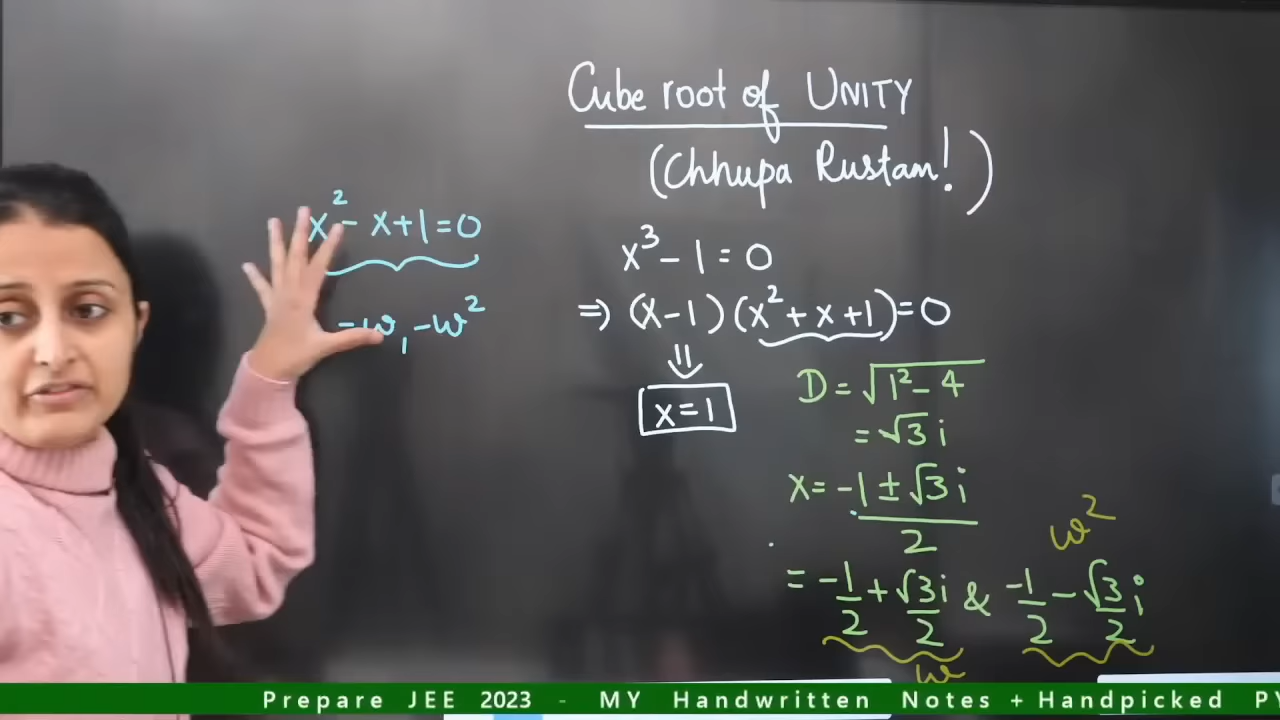 Cube root of UNITY
(Chhupa Rustam!)
x² - x + 1 = 0
= -ω, -ω²
x³ - 1 = 0
⇒ (x-1)(x² + x + 1) = 0
⇓
x = 1
D = √1² - 4
= √3 i
x = -1 ± √3 i
2
ω²
= -1/2 + √3i/2 & -1/2 - √3/2 i
ω
Prepare JEE 2023 - MY Handwritten Notes + Handpicked PY